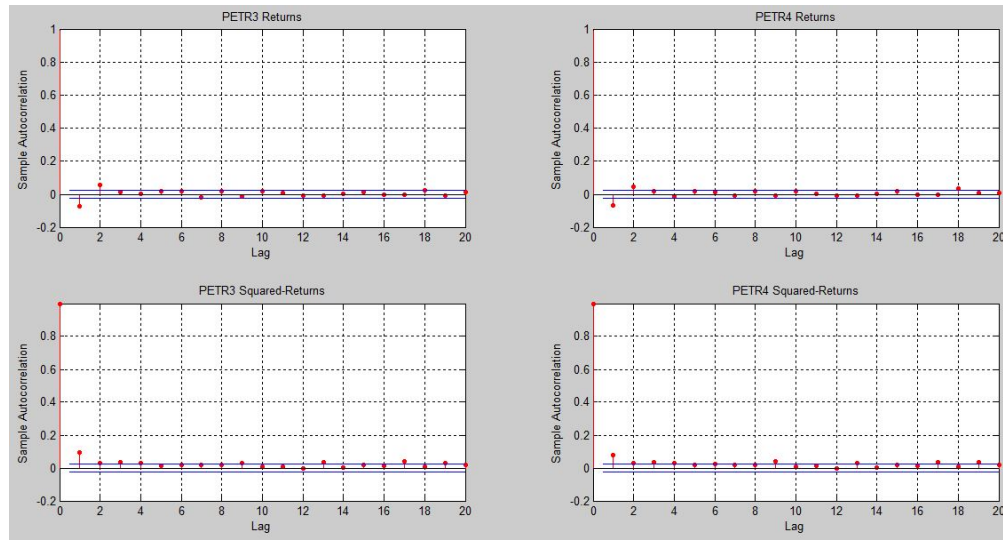 PETR3 Returns
Sample Autocorrelation
1
0.8
0.6
0.4
0.2
0
-0.2
0 2 4 6 8 10 12 14 16 18 20
Lag
PETR4 Returns
Sample Autocorrelation
1
0.8
0.6
0.4
0.2
0
-0.2
0 2 4 6 8 10 12 14 16 18 20
Lag
PETR3 Squared-Returns
Sample Autocorrelation
0.8
0.6
0.4
0.2
0
-0.2
0 2 4 6 8 10 12 14 16 18 20
Lag
PETR4 Squared-Returns
Sample Autocorrelation
0.8
0.6
0.4
0.2
0
-0.2
0 2 4 6 8 10 12 14 16 18 20
Lag